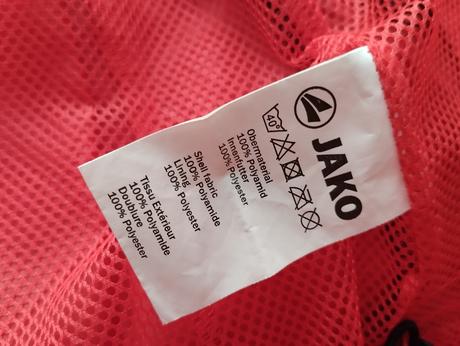 JAKO
40°
Obermaterial
100% Polyamid
Innenfutter
100% Polyester
Shell fabric
100% Polyamide
Lining
100% Polyester
Tissu Extérieur
100% Polyamide
Doublure
100% Polyester